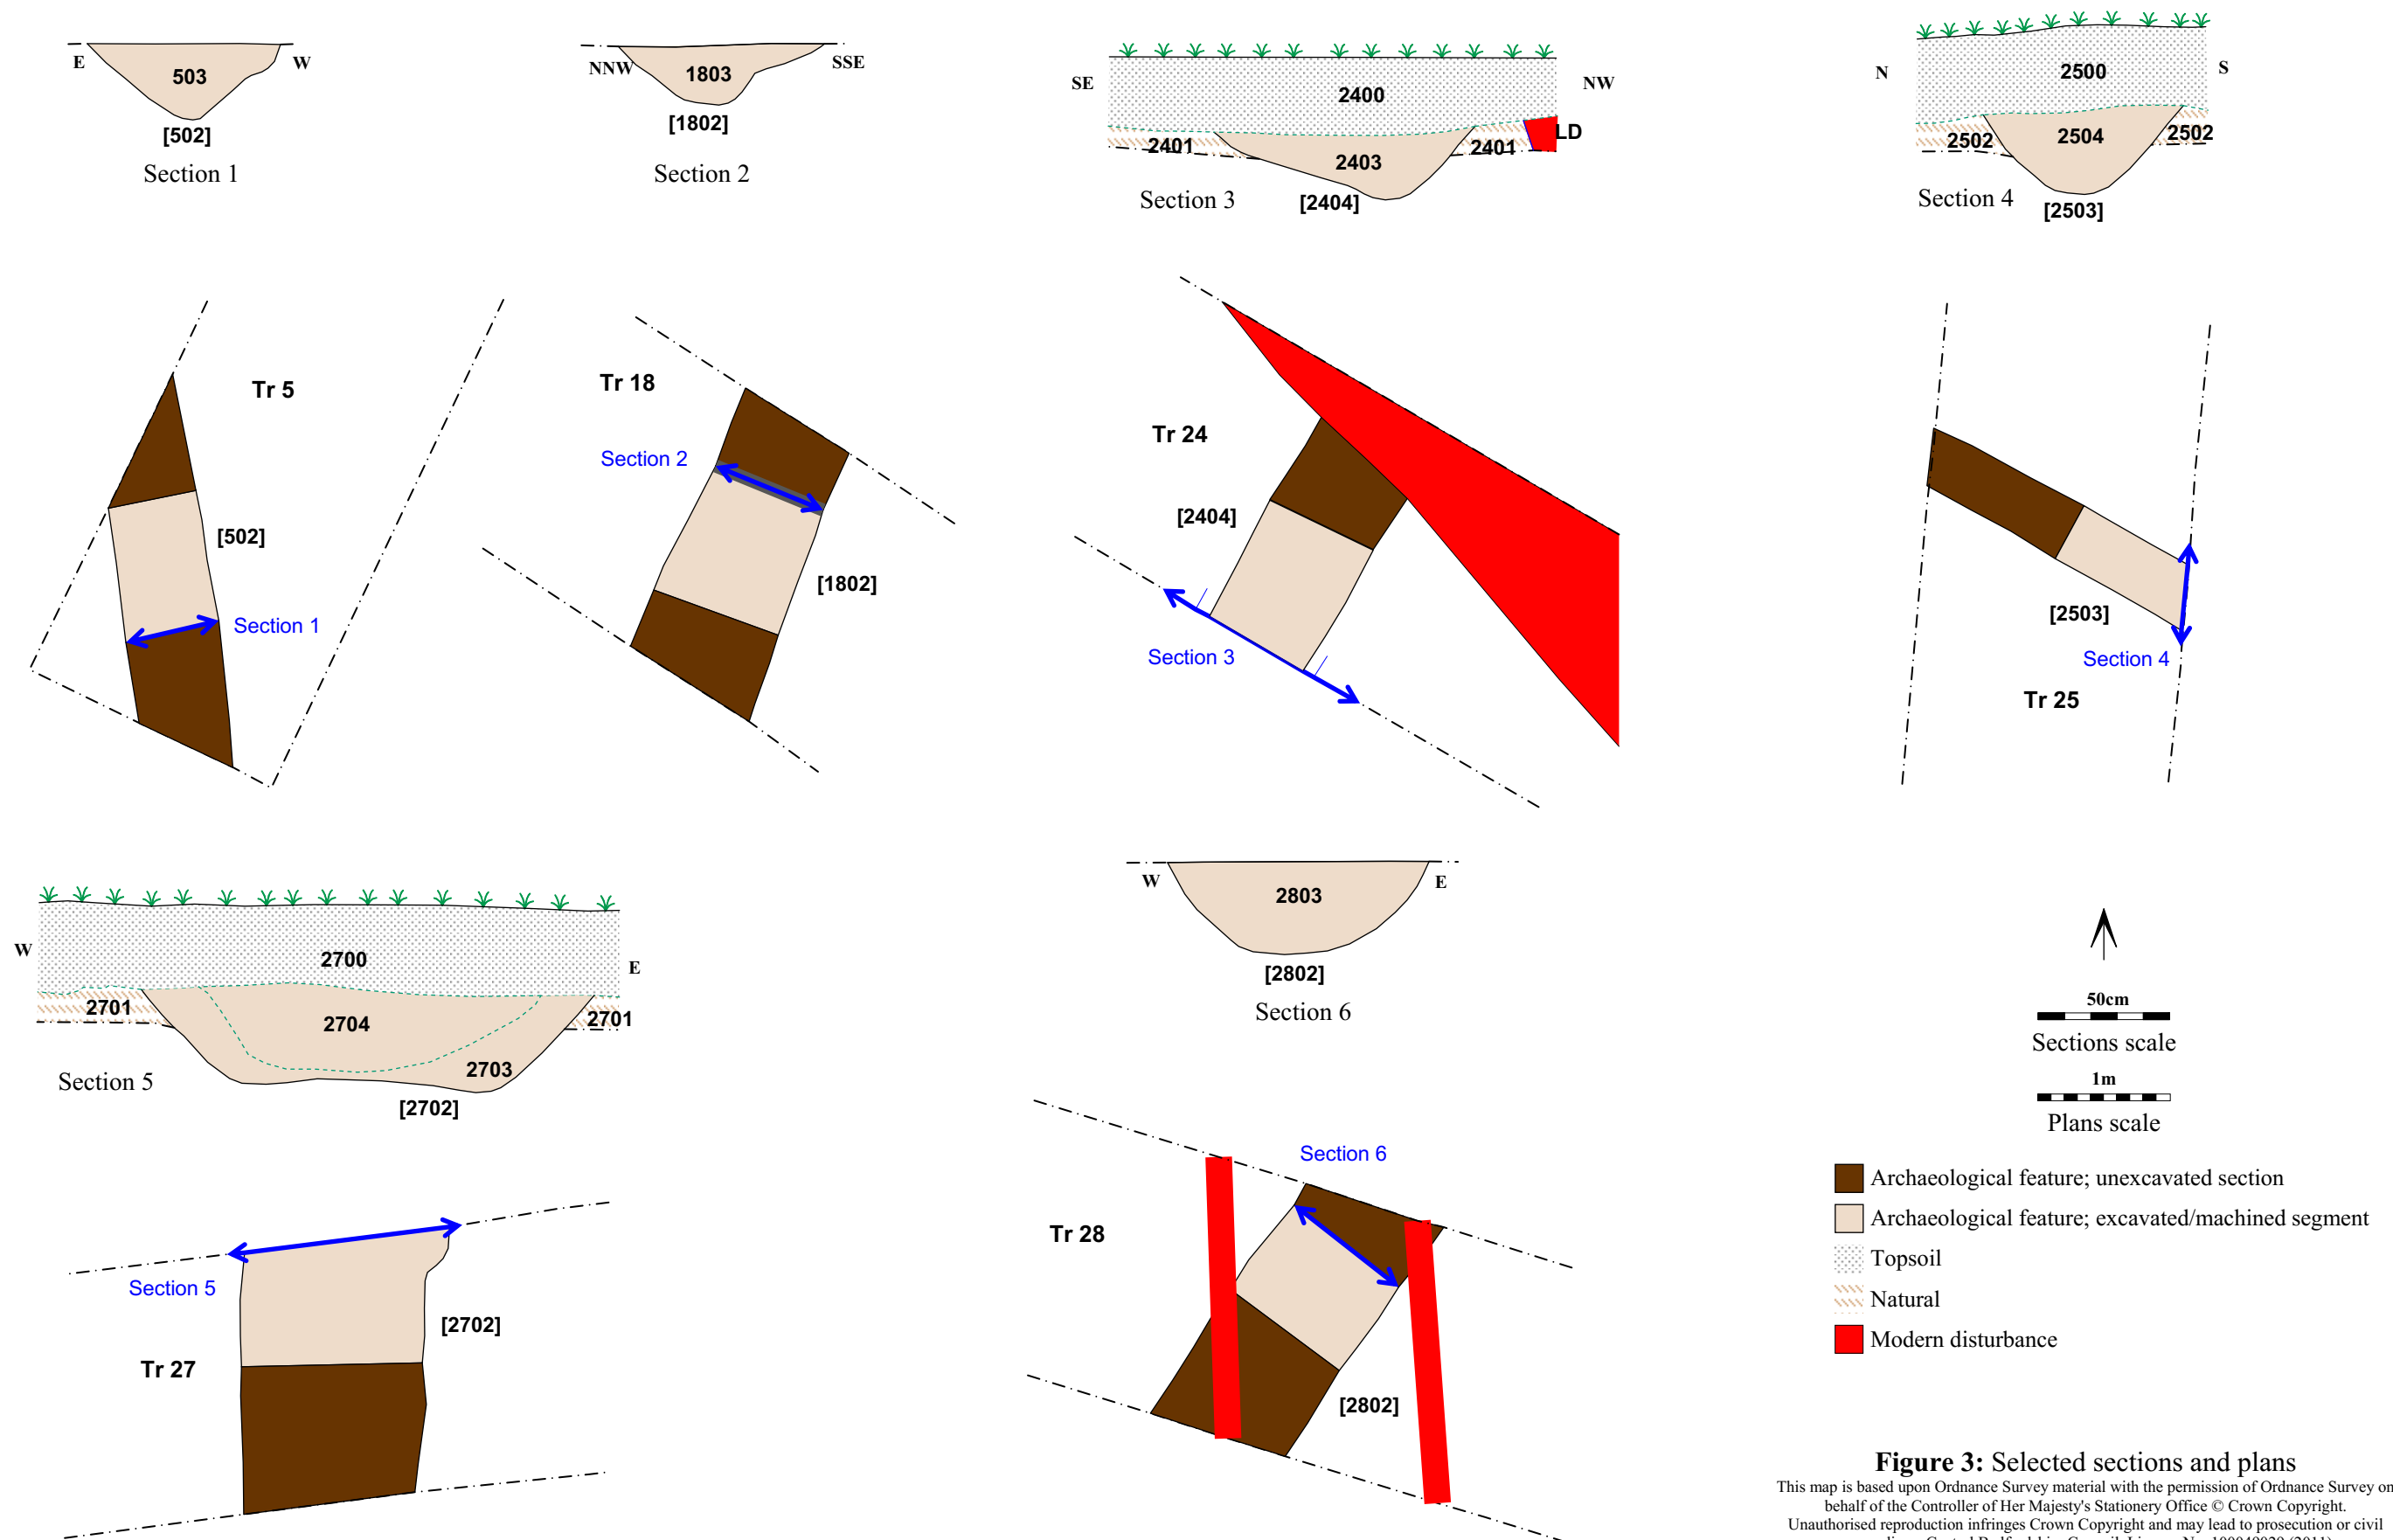 E
W
503
[502]
Section 1
NNW
SSE
1803
[1802]
Section 2
SE
NW
2400
LD
2401
2403
2401
[2404]
Section 3
N
S
2500
2502
2504
2502
[2503]
Section 4
Tr 5
[502]
Section 1
Tr 18
Section 2
[1802]
Tr 24
[2404]
Section 3
[2503]
Section 4
Tr 25
W
E
2700
2701
2704
2701
2703
Section 5
[2702]
W
E
2803
[2802]
Section 6
50cm
Sections scale
1m
Plans scale
Section 5
[2702]
Tr 27
Section 6
Tr 28
[2802]
Archaeological feature; unexcavated section
Archaeological feature; excavated/machined segment
Topsoil
Natural
Modern disturbance
Figure 3: Selected sections and plans
This map is based upon Ordnance Survey material with the permission of Ordnance Survey on
behalf of the Controller of Her Majesty's Stationery Office © Crown Copyright.
Unauthorised reproduction infringes Crown Copyright and may lead to prosecution or civil